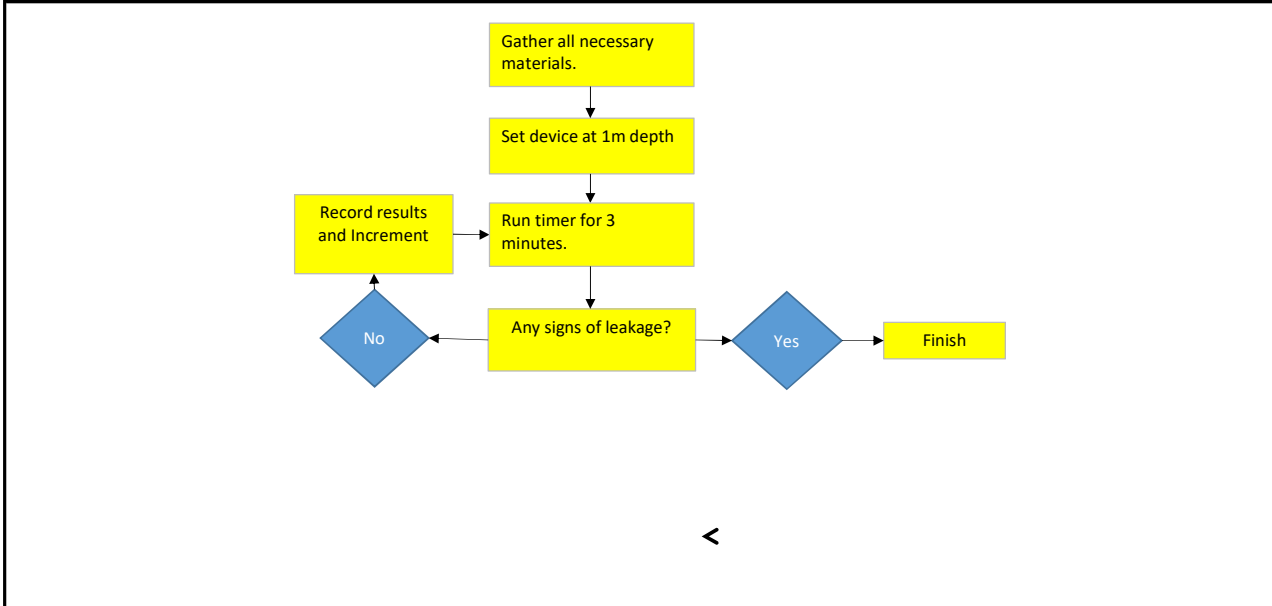 Gather all necessary
materials.
Set device at 1m depth
Record results
and Increment
Run timer for 3
minutes.
Any signs of leakage?
No
Yes
Finish
<